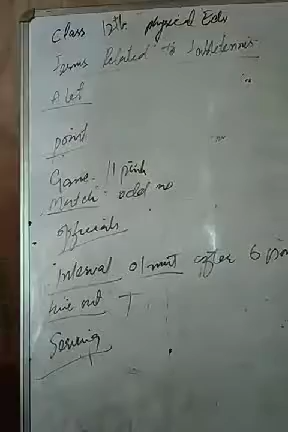 Class 12th physical Edu
Terms Related to Tabletennis
A let
point
Game - 11 point
Match - odd no
officials
Interval 01 mint after 6 poin
time out T
Serving